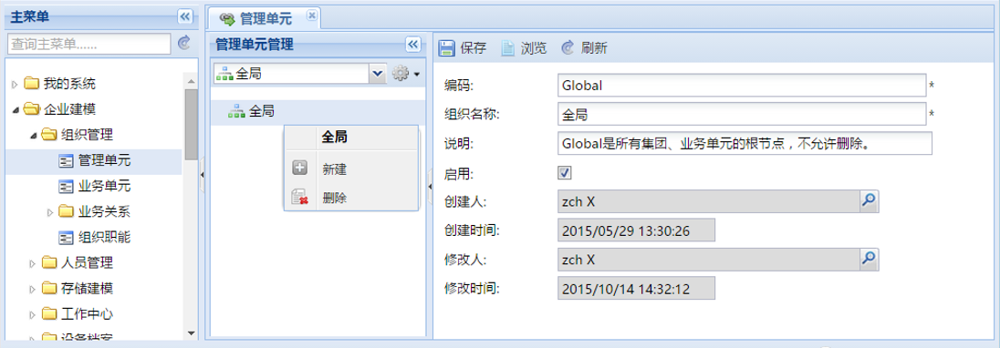 主菜单
查询主菜单......
我的系统
企业建模
组织管理
管理单元
业务单元
业务关系
组织职能
人员管理
存储建模
工作中心
设备档案
管理单元
管理单元管理
全局
全局
全局
新建
删除
保存 浏览 刷新
编码: Global *
组织名称: 全局 *
说明: Global是所有集团、业务单元的根节点，不允许删除。
启用:
创建人: zch X
创建时间: 2015/05/29 13:30:26
修改人: zch X
修改时间: 2015/10/14 14:32:12